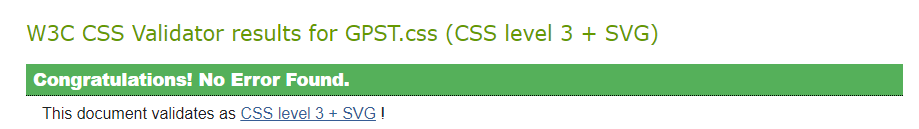 W3C CSS Validator results for GPST.css (CSS level 3 + SVG)
Congratulations! No Error Found.
This document validates as CSS level 3 + SVG !